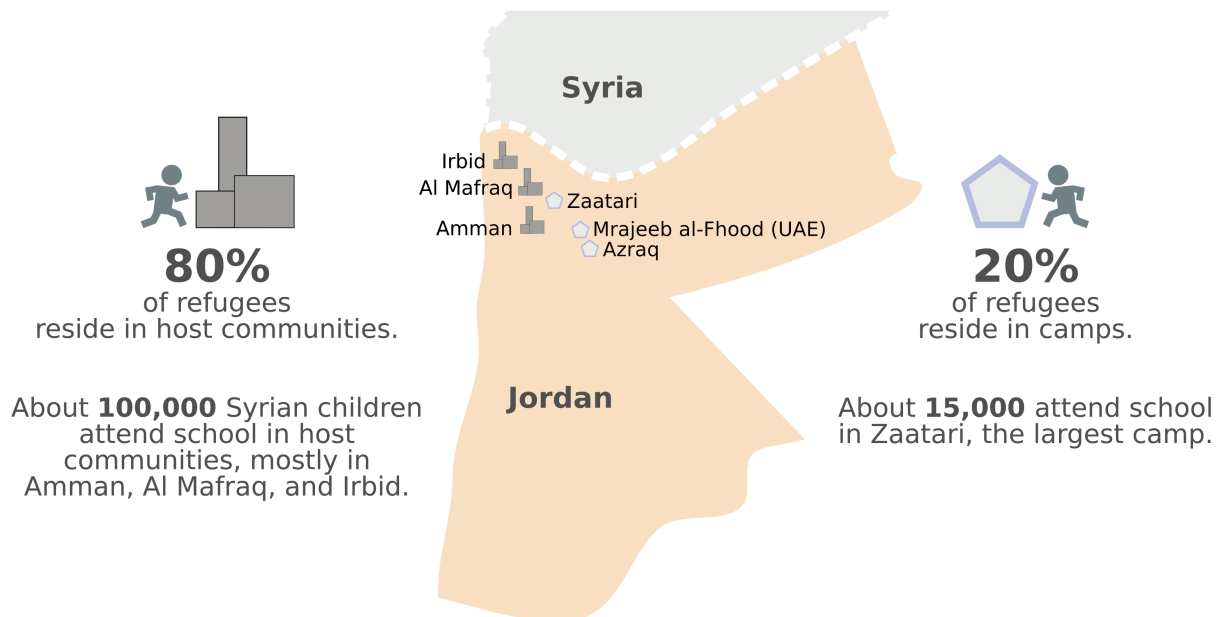 Syria
Irbid
Al Mafraq
Zaatari
Amman
Mrajeeb al-Fhood (UAE)
Azraq
Jordan
80%
of refugees
reside in host communities.
About 100,000 Syrian children
attend school in host
communities, mostly in
Amman, Al Mafraq, and Irbid.
20%
of refugees
reside in camps.
About 15,000 attend school
in Zaatari, the largest camp.